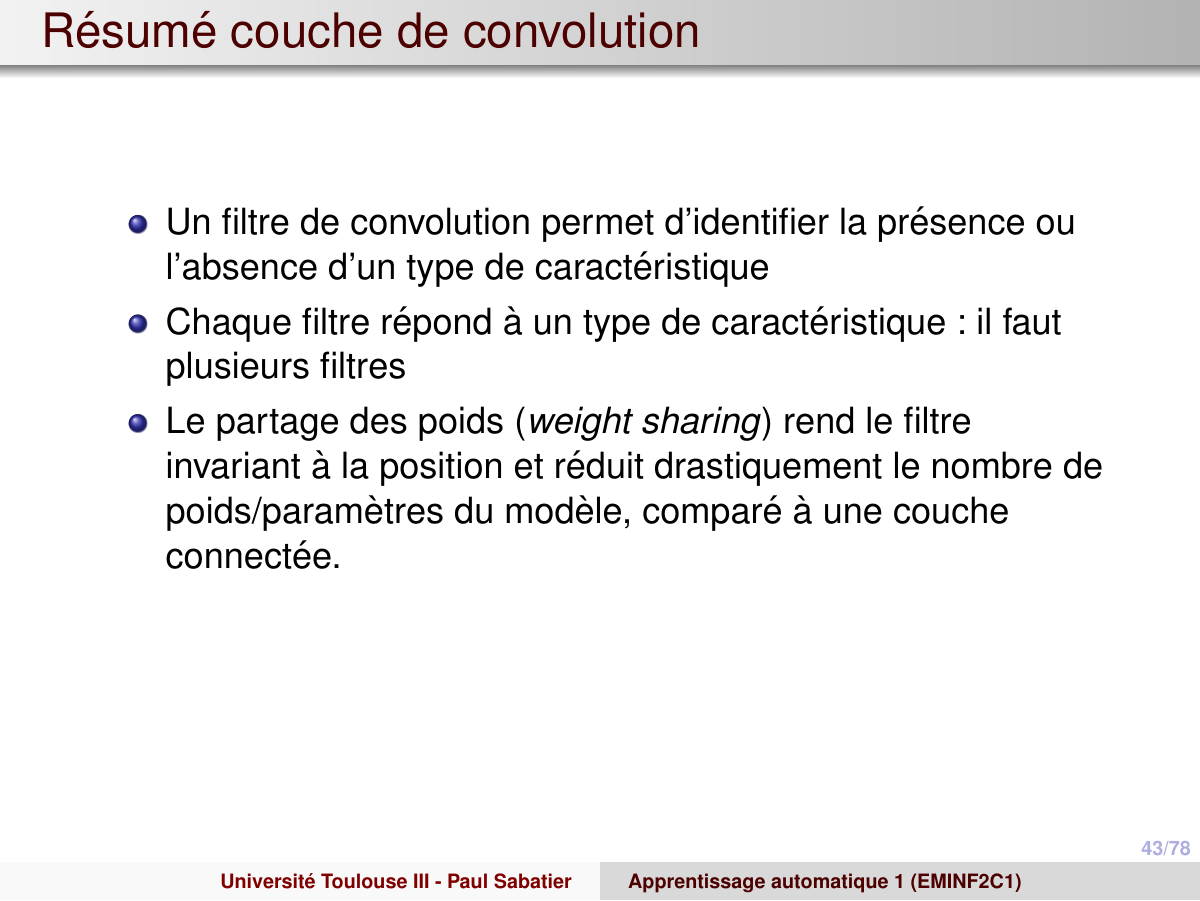 Résumé couche de convolution
Un filtre de convolution permet d'identifier la présence ou
l'absence d'un type de caractéristique
Chaque filtre répond à un type de caractéristique : il faut
plusieurs filtres
Le partage des poids (weight sharing) rend le filtre
invariant à la position et réduit drastiquement le nombre de
poids/paramètres du modèle, comparé à une couche
connectée.
43/78
Université Toulouse III - Paul Sabatier
Apprentissage automatique 1 (EMINF2C1)